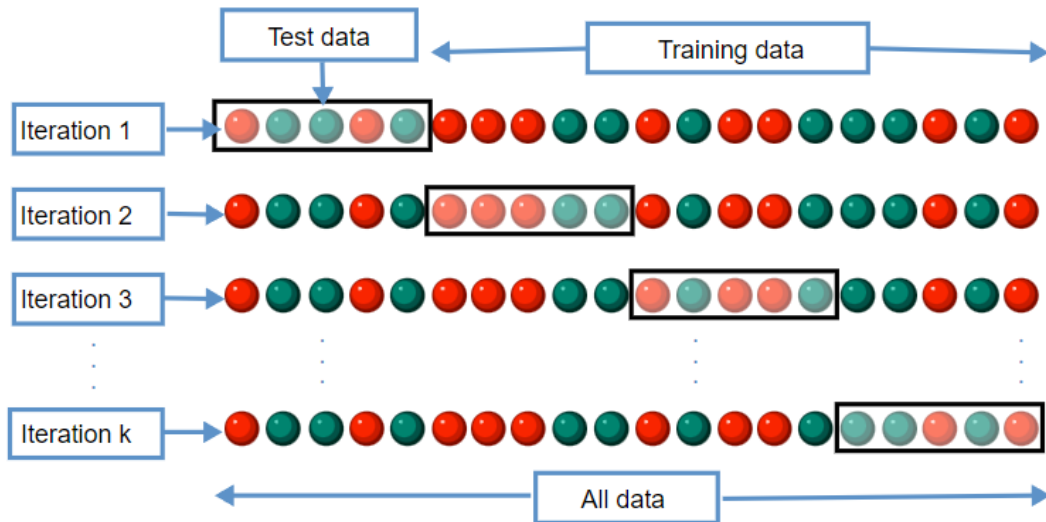 Test data
Training data
Iteration 1
Iteration 2
Iteration 3
Iteration k
All data